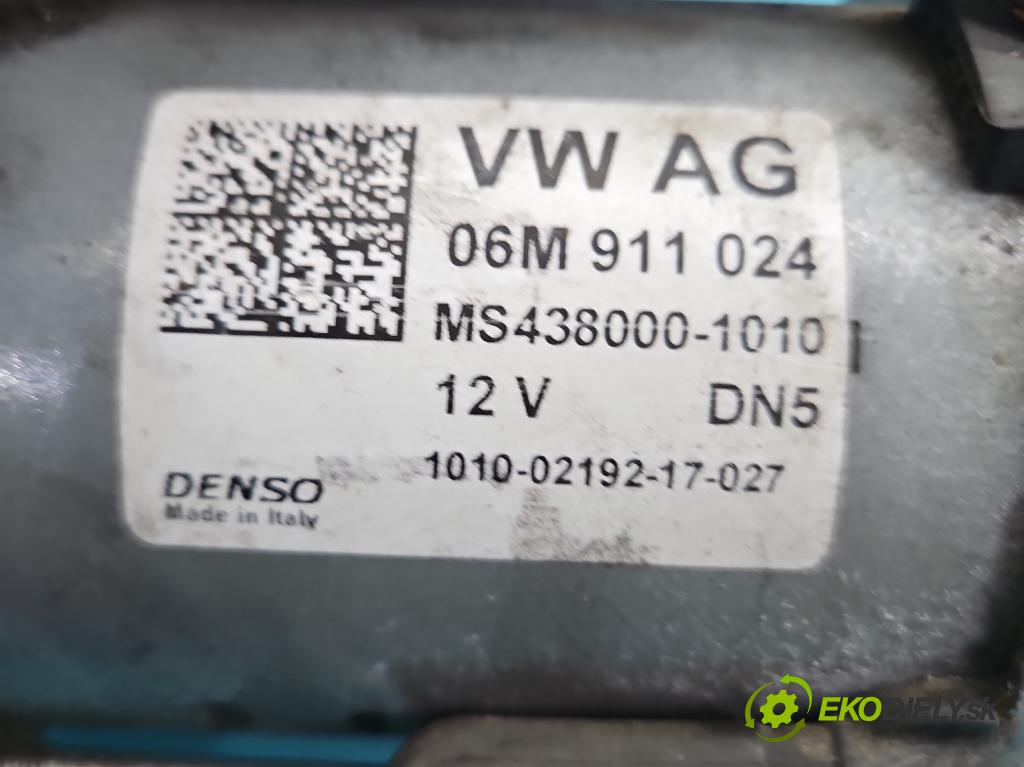 VW AG
06M 911 024
MS438000-1010
12 V DN5
1010-02192-17-027
DENSO
Made in Italy
EKODIELY.SK